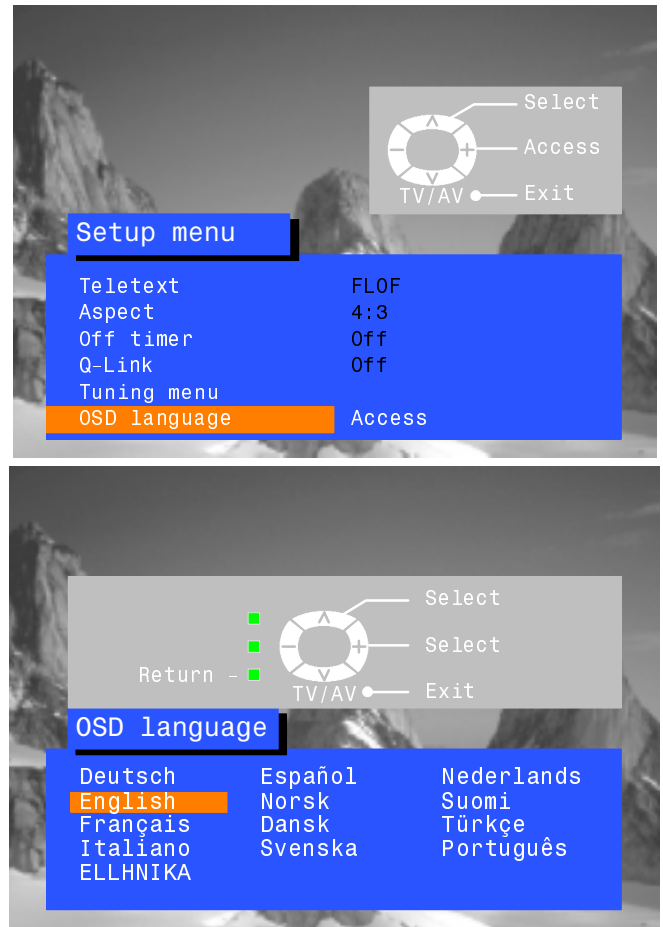 Select
Access
TV/AV Exit
Setup menu
Teletext FLOF
Aspect 4:3
Off timer Off
Q-Link Off
Tuning menu
OSD language Access
Select
Select
Return -
TV/AV Exit
OSD language
Deutsch Español Nederlands
English Norsk Suomi
Français Dansk Türkçe
Italiano Svenska Português
ELLHNIKA